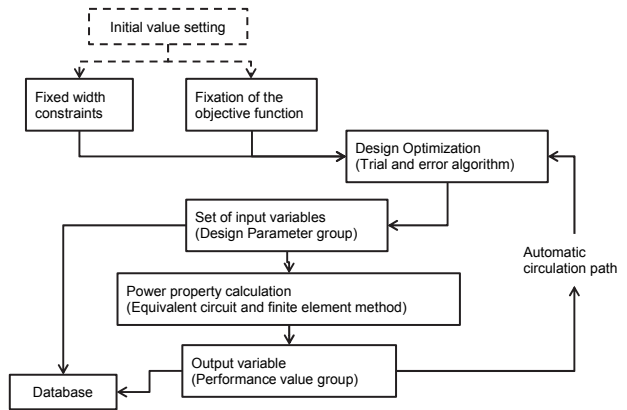 Initial value setting
Fixed width
constraints
Fixation of the
objective function
Design Optimization
(Trial and error algorithm)
Set of input variables
(Design Parameter group)
Automatic
circulation path
Power property calculation
(Equivalent circuit and finite element method)
Output variable
(Performance value group)
Database